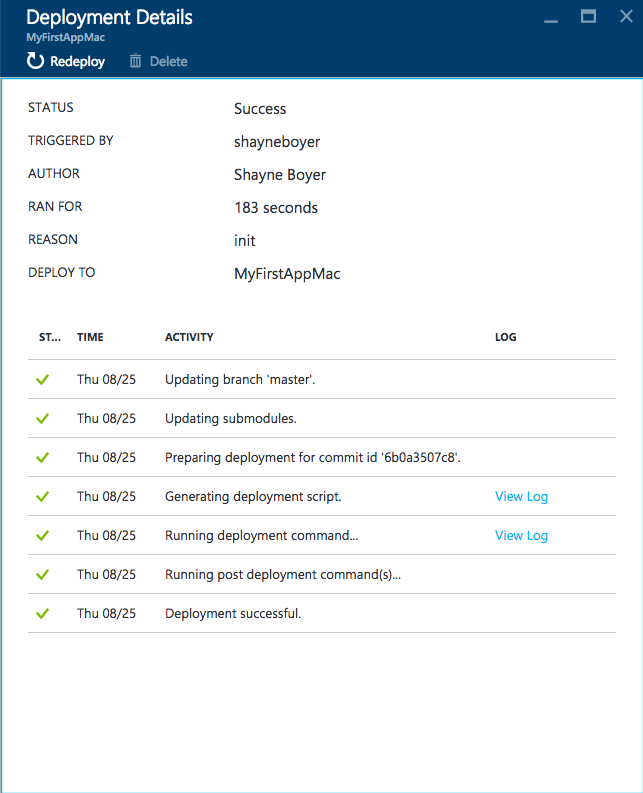 Deployment Details
MyFirstAppMac
Redeploy Delete
STATUS Success
TRIGGERED BY shayneboyer
AUTHOR Shayne Boyer
RAN FOR 183 seconds
REASON init
DEPLOY TO MyFirstAppMac
ST... TIME ACTIVITY LOG
Thu 08/25 Updating branch 'master'.
Thu 08/25 Updating submodules.
Thu 08/25 Preparing deployment for commit id '6b0a3507c8'.
Thu 08/25 Generating deployment script. View Log
Thu 08/25 Running deployment command... View Log
Thu 08/25 Running post deployment command(s)...
Thu 08/25 Deployment successful.